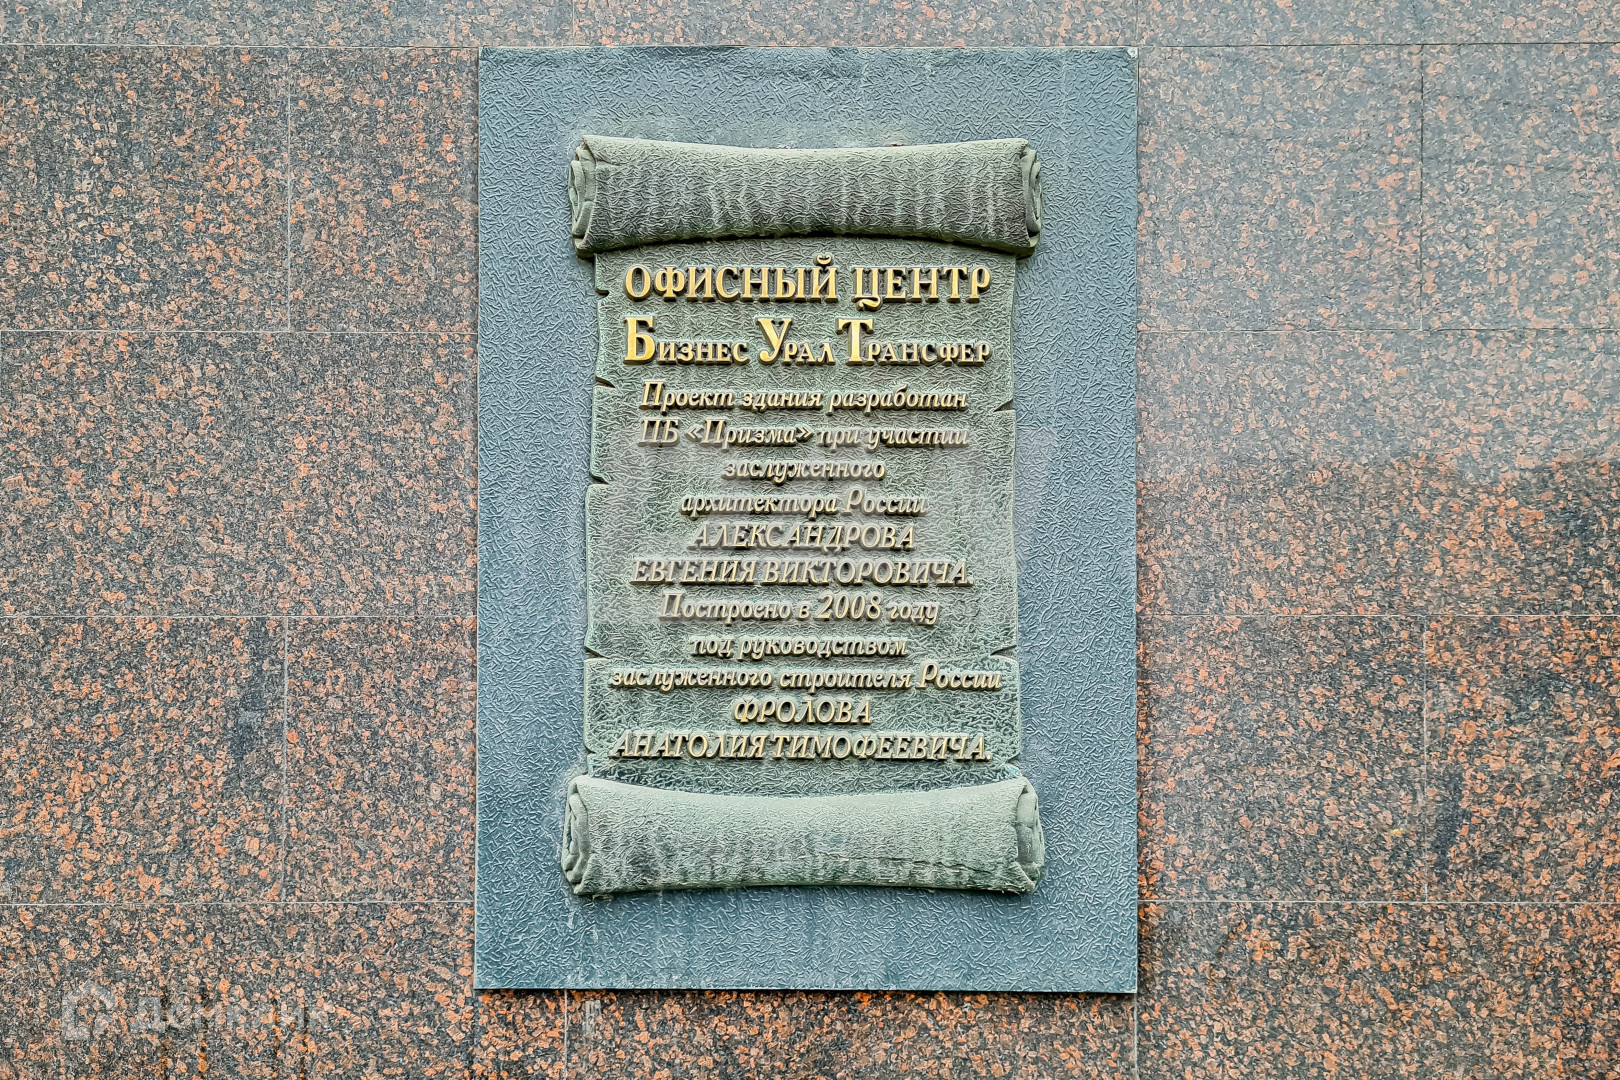 ОФИСНЫЙ ЦЕНТР
Бизнес Урал Трансфер
Проект здания разработан
ПБ «Призма» при участии
заслуженного
архитектора России
АЛЕКСАНДРОВА
ЕВГЕНИЯ ВИКТОРОВИЧА
Построено в 2008 году
под руководством
заслуженного строителя России
ФРОЛОВА
АНАТОЛИЯ ТИМОФЕЕВИЧА
Домклик